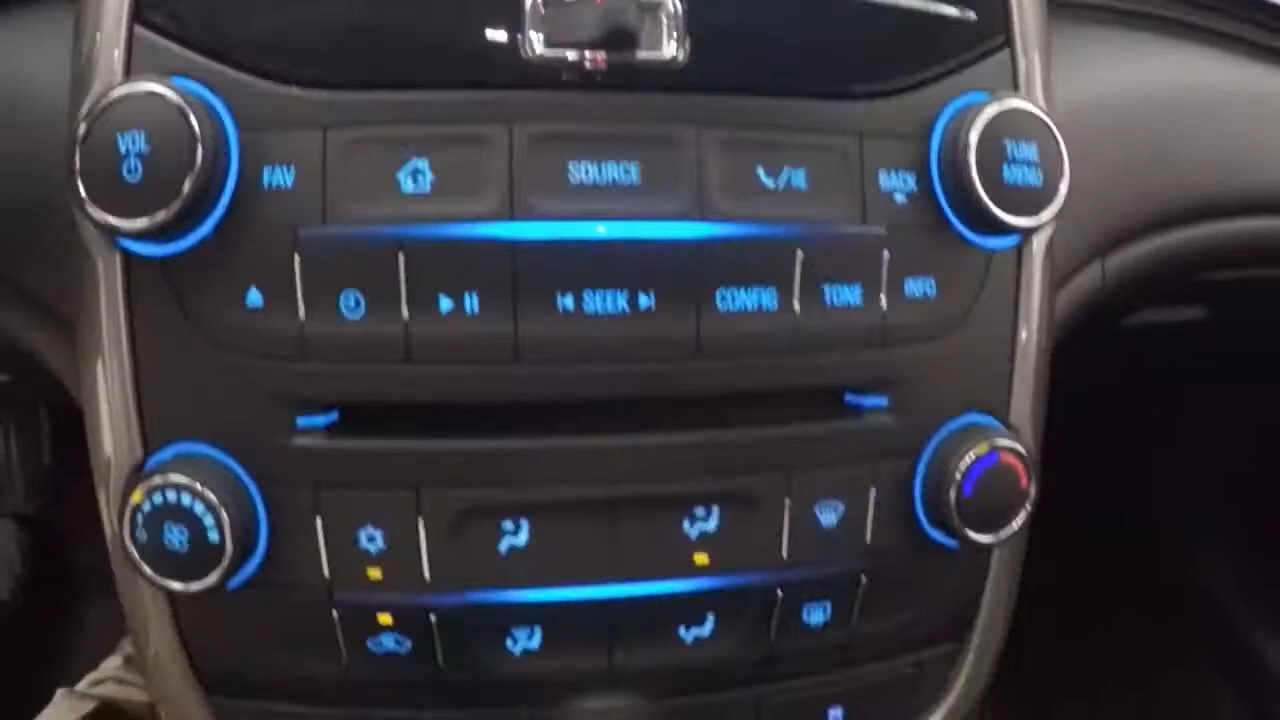 VOL
FAV
SOURCE
BACK
TUNE
MENU
SEEK
CONFIG
TONE
INFO